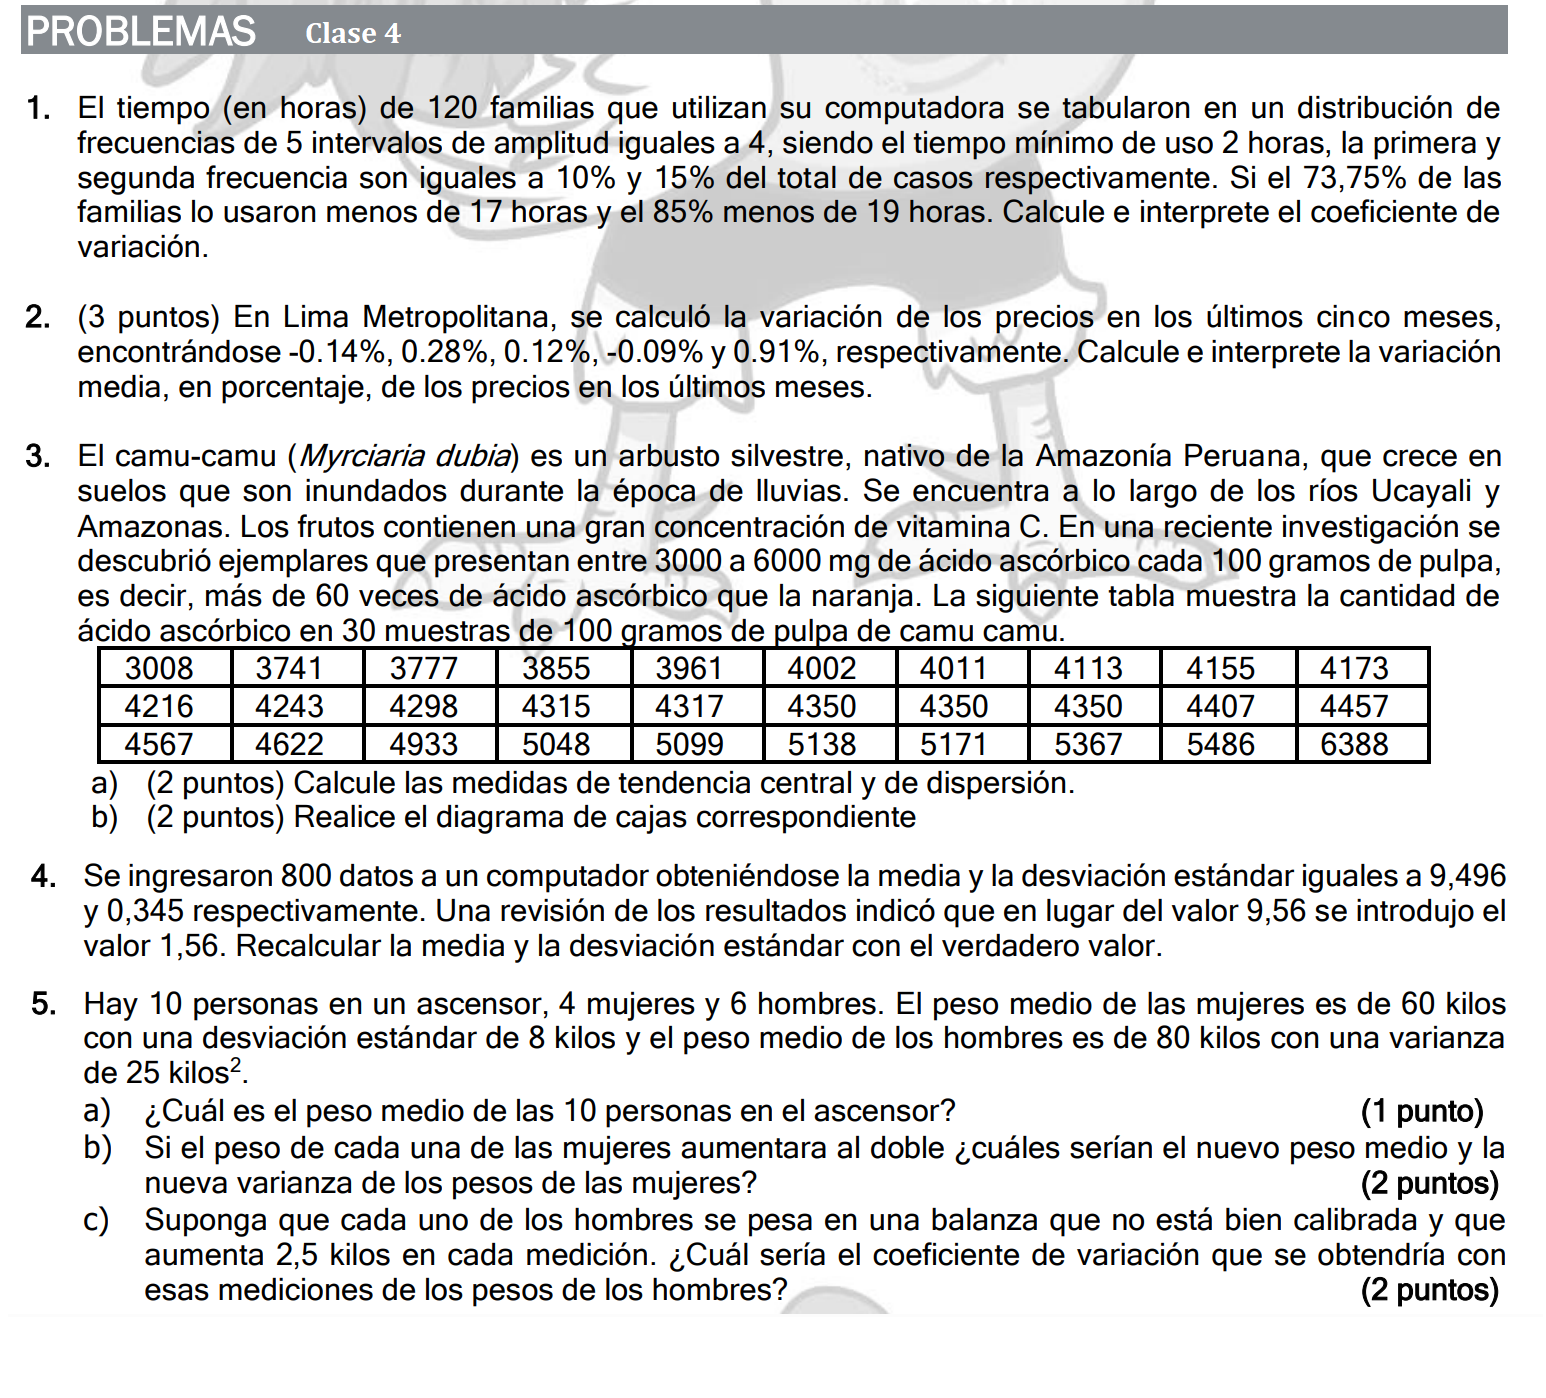 PROBLEMAS Clase 4
1. El tiempo (en horas) de 120 familias que utilizan su computadora se tabularon en un distribución de
frecuencias de 5 intervalos de amplitud iguales a 4, siendo el tiempo mínimo de uso 2 horas, la primera y
segunda frecuencia son iguales a 10% y 15% del total de casos respectivamente. Si el 73,75% de las
familias lo usaron menos de 17 horas y el 85% menos de 19 horas. Calcule e interprete el coeficiente de
variación.
2. (3 puntos) En Lima Metropolitana, se calculó la variación de los precios en los últimos cinco meses,
encontrándose -0.14%, 0.28%, 0.12%, -0.09% y 0.91%, respectivamente. Calcule e interprete la variación
media, en porcentaje, de los precios en los últimos meses.
3. El camu-camu (Myrciaria dubia) es un arbusto silvestre, nativo de la Amazonía Peruana, que crece en
suelos que son inundados durante la época de lluvias. Se encuentra a lo largo de los ríos Ucayali y
Amazonas. Los frutos contienen una gran concentración de vitamina C. En una reciente investigación se
descubrió ejemplares que presentan entre 3000 a 6000 mg de ácido ascórbico cada 100 gramos de pulpa,
es decir, más de 60 veces de ácido ascórbico que la naranja. La siguiente tabla muestra la cantidad de
ácido ascórbico en 30 muestras de 100 gramos de pulpa de camu camu.
3008 3741 3777 3855 3961 4002 4011 4113 4155 4173
4216 4243 4298 4315 4317 4350 4350 4350 4407 4457
4567 4622 4933 5048 5099 5138 5171 5367 5486 6388
a) (2 puntos) Calcule las medidas de tendencia central y de dispersión.
b) (2 puntos) Realice el diagrama de cajas correspondiente
4. Se ingresaron 800 datos a un computador obteniéndose la media y la desviación estándar iguales a 9,496
y 0,345 respectivamente. Una revisión de los resultados indicó que en lugar del valor 9,56 se introdujo el
valor 1,56. Recalcular la media y la desviación estándar con el verdadero valor.
5. Hay 10 personas en un ascensor, 4 mujeres y 6 hombres. El peso medio de las mujeres es de 60 kilos
con una desviación estándar de 8 kilos y el peso medio de los hombres es de 80 kilos con una varianza
de 25 kilos².
a) ¿Cuál es el peso medio de las 10 personas en el ascensor? (1 punto)
b) Si el peso de cada una de las mujeres aumentara al doble ¿cuáles serían el nuevo peso medio y la
nueva varianza de los pesos de las mujeres? (2 puntos)
c) Suponga que cada uno de los hombres se pesa en una balanza que no está bien calibrada y que
aumenta 2,5 kilos en cada medición. ¿Cuál sería el coeficiente de variación que se obtendría con
esas mediciones de los pesos de los hombres? (2 puntos)